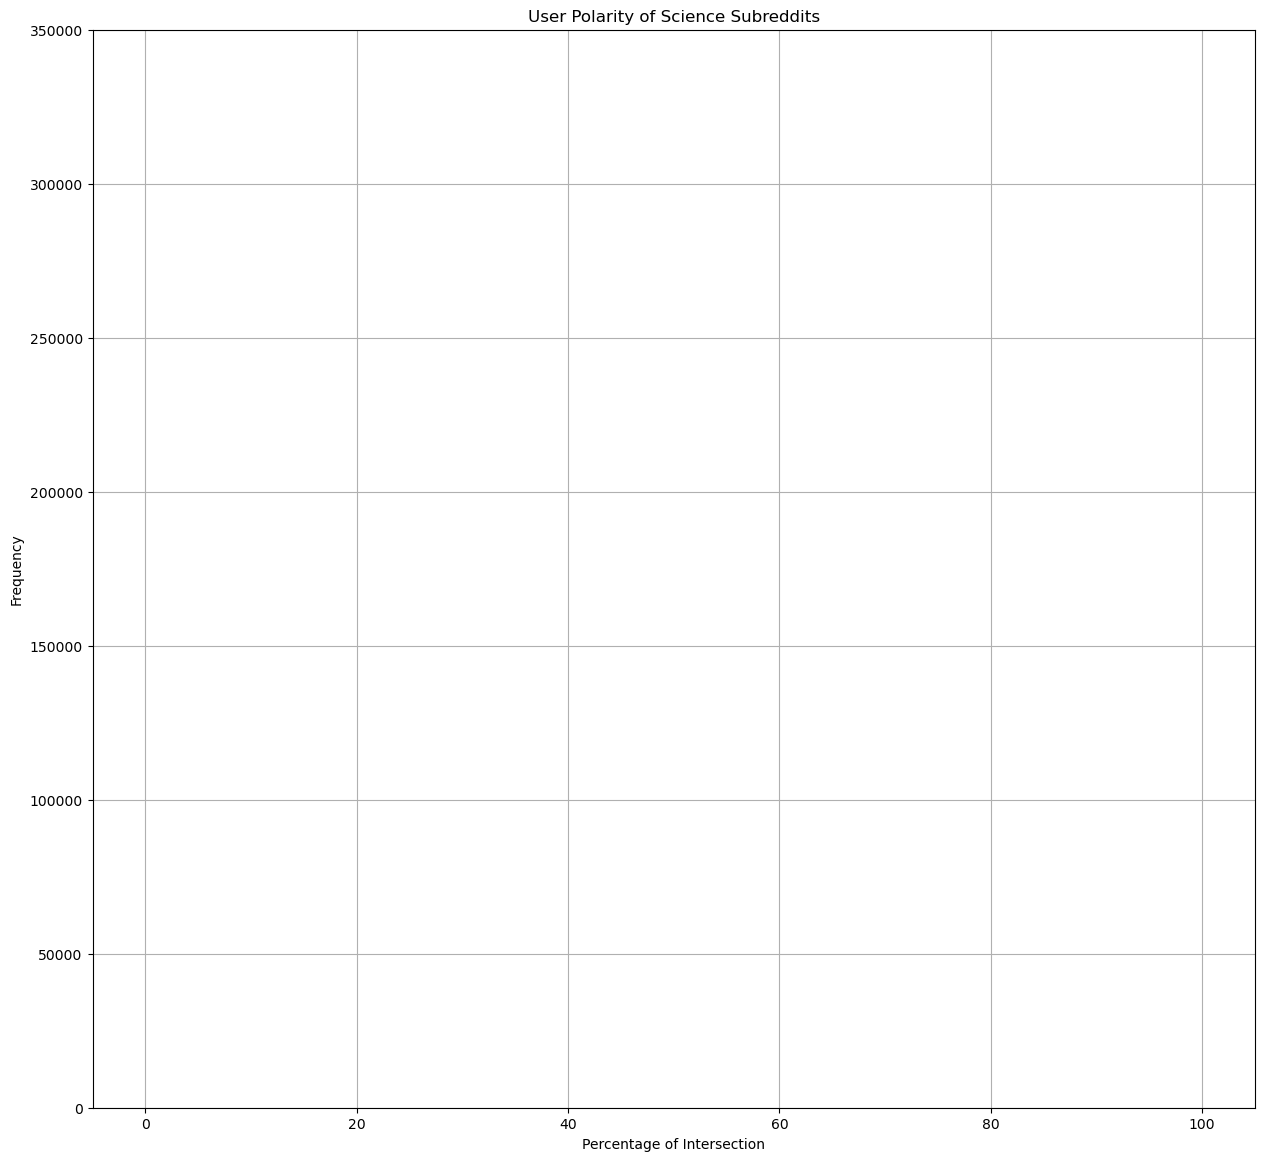 User Polarity of Science Subreddits
350000
300000
250000
200000
150000
100000
50000
0
Frequency
0 20 40 60 80 100
Percentage of Intersection